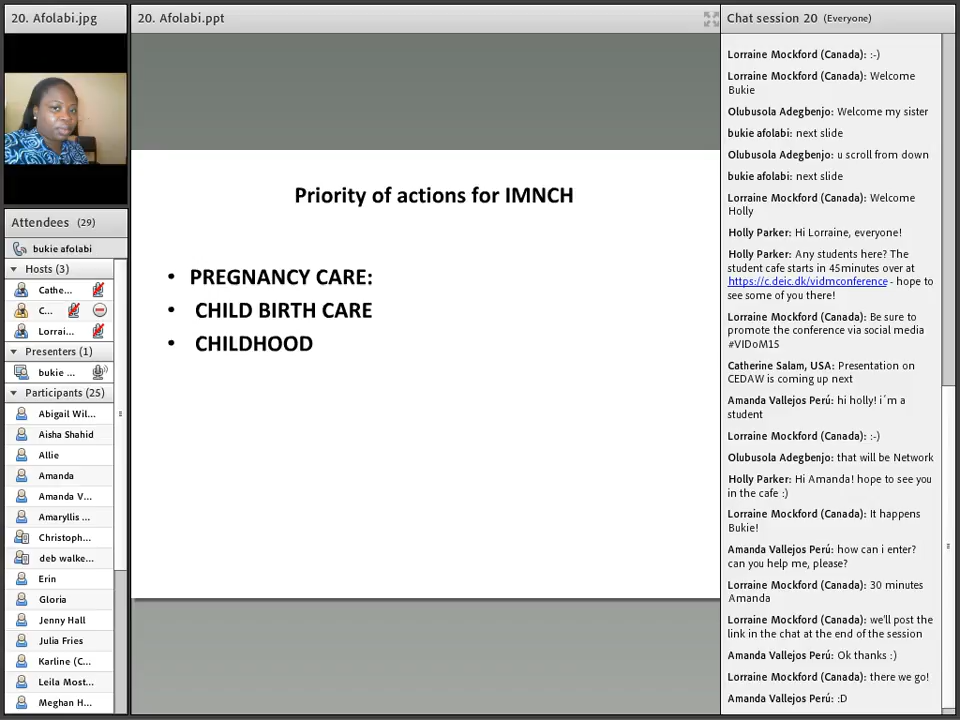 20. Afolabi.jpg
Attendees (29)
bukie afolabi
Hosts (3)
Cathe...
C...
Lorrai...
Presenters (1)
bukie ...
Participants (25)
Abigail Wil...
Aisha Shahid
Allie
Amanda
Amanda V...
Amaryllis ...
Christoph...
deb walke...
Erin
Gloria
Jenny Hall
Julia Fries
Karline (C...
Leila Most...
Meghan H...
20. Afolabi.ppt
Priority of actions for IMNCH
• PREGNANCY CARE:
• CHILD BIRTH CARE
• CHILDHOOD
Chat session 20 (Everyone)
Lorraine Mockford (Canada): :-)
Lorraine Mockford (Canada): Welcome
Bukie
Olubusola Adegbenjo: Welcome my sister
bukie afolabi: next slide
Olubusola Adegbenjo: u scroll from down
bukie afolabi: next slide
Lorraine Mockford (Canada): Welcome
Holly
Holly Parker: Hi Lorraine, everyone!
Holly Parker: Any students here? The
student cafe starts in 45minutes over at
https://c.deic.dk/vidmconference - hope to
see some of you there!
Lorraine Mockford (Canada): Be sure to
promote the conference via social media
#VIDoM15
Catherine Salam, USA: Presentation on
CEDAW is coming up next
Amanda Vallejos Perú: hi holly! i´m a
student
Lorraine Mockford (Canada): :-)
Olubusola Adegbenjo: that will be Network
Holly Parker: Hi Amanda! hope to see you
in the cafe :)
Lorraine Mockford (Canada): It happens
Bukie!
Amanda Vallejos Perú: how can i enter?
can you help me, please?
Lorraine Mockford (Canada): 30 minutes
Amanda
Lorraine Mockford (Canada): we'll post the
link in the chat at the end of the session
Amanda Vallejos Perú: Ok thanks :)
Lorraine Mockford (Canada): there we go!
Amanda Vallejos Perú: :D